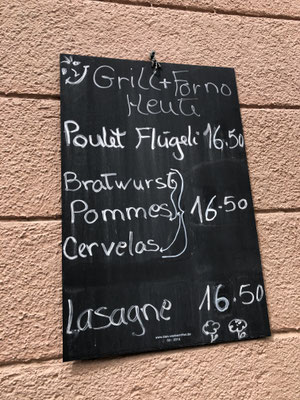 Grill+Forno
Heute
Poulet Flügeli 16.50
Bratwurst
Pommes 16.50
Cervelas
Lasagne 16.50